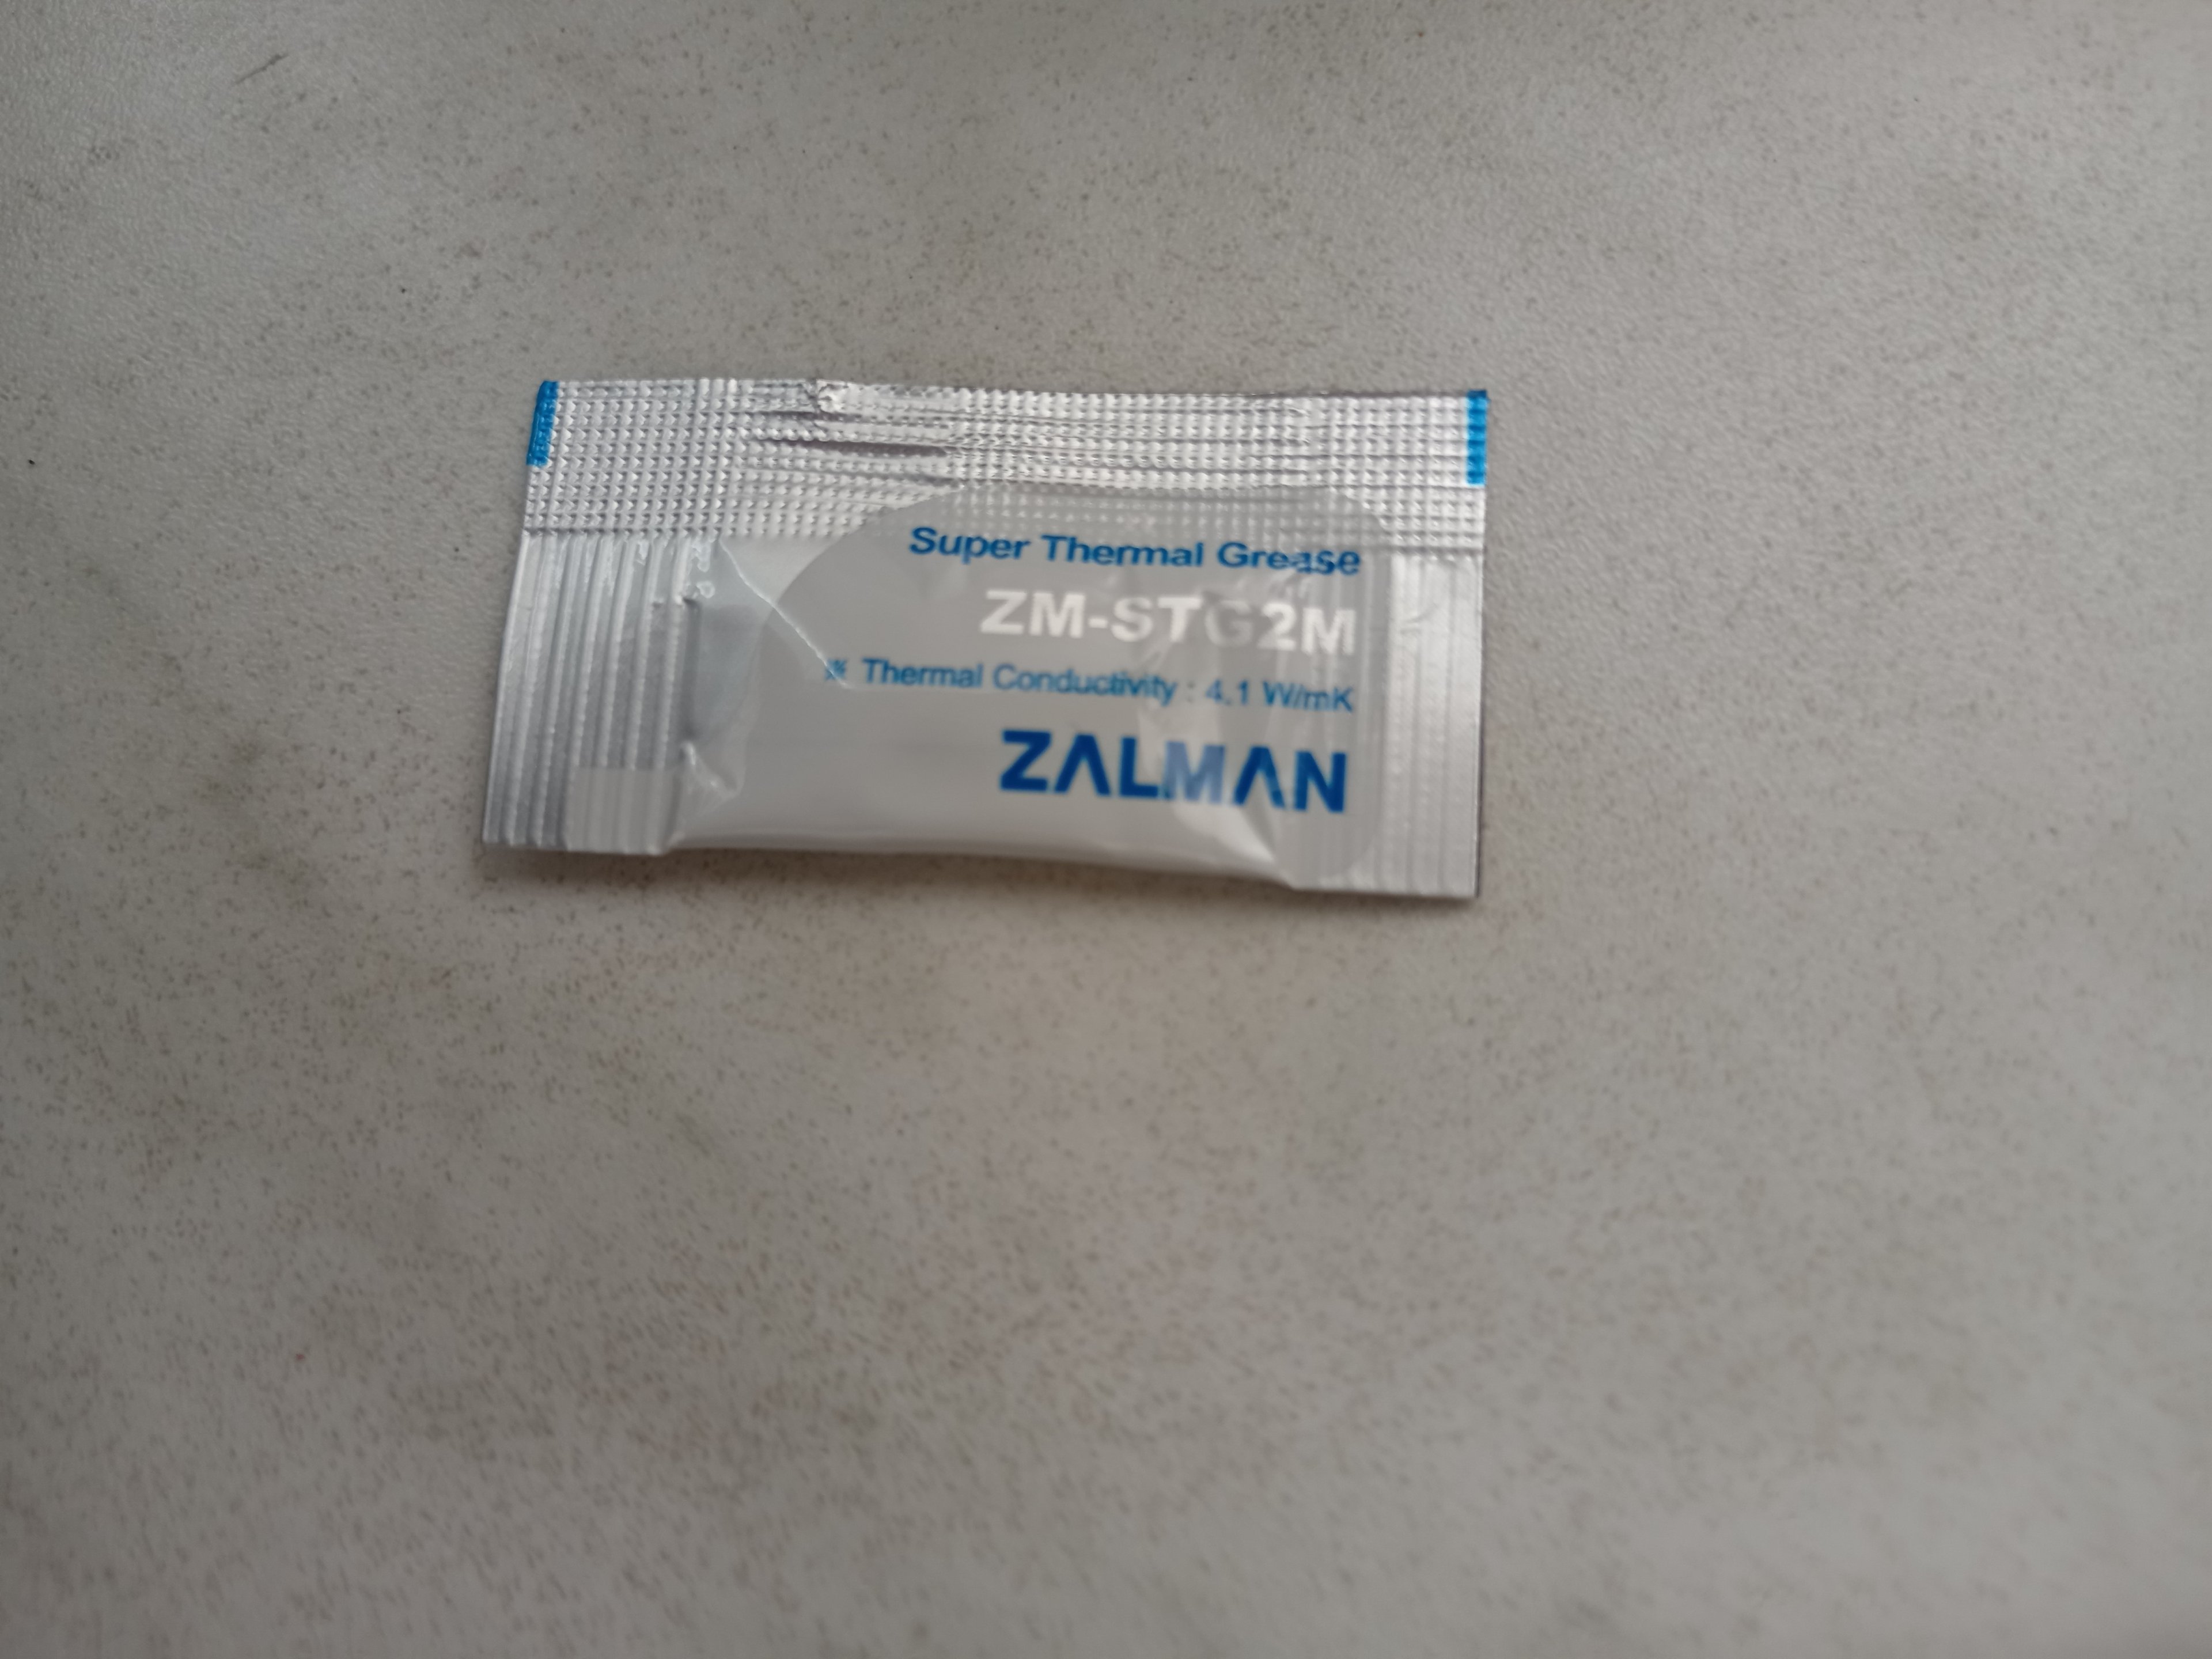 Super Thermal Grease
ZM-STG2M
※ Thermal Conductivity : 4.1 W/mK
ZALMAN